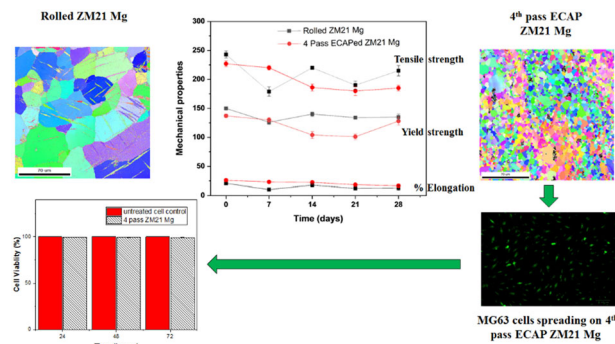 Rolled ZM21 Mg
4th pass ECAP
ZM21 Mg
300
250
200
150
100
50
0
Mechanical properties
Rolled ZM21 Mg
4 Pass ECAPed ZM21 Mg
Tensile strength
Yield strength
% Elongation
0 7 14 21 28
Time (days)
untreated cell control
4 pass ZM21 Mg
100
50
0
Cell Viability (%)
24 48 72
MG63 cells spreading on 4th
pass ECAP ZM21 Mg